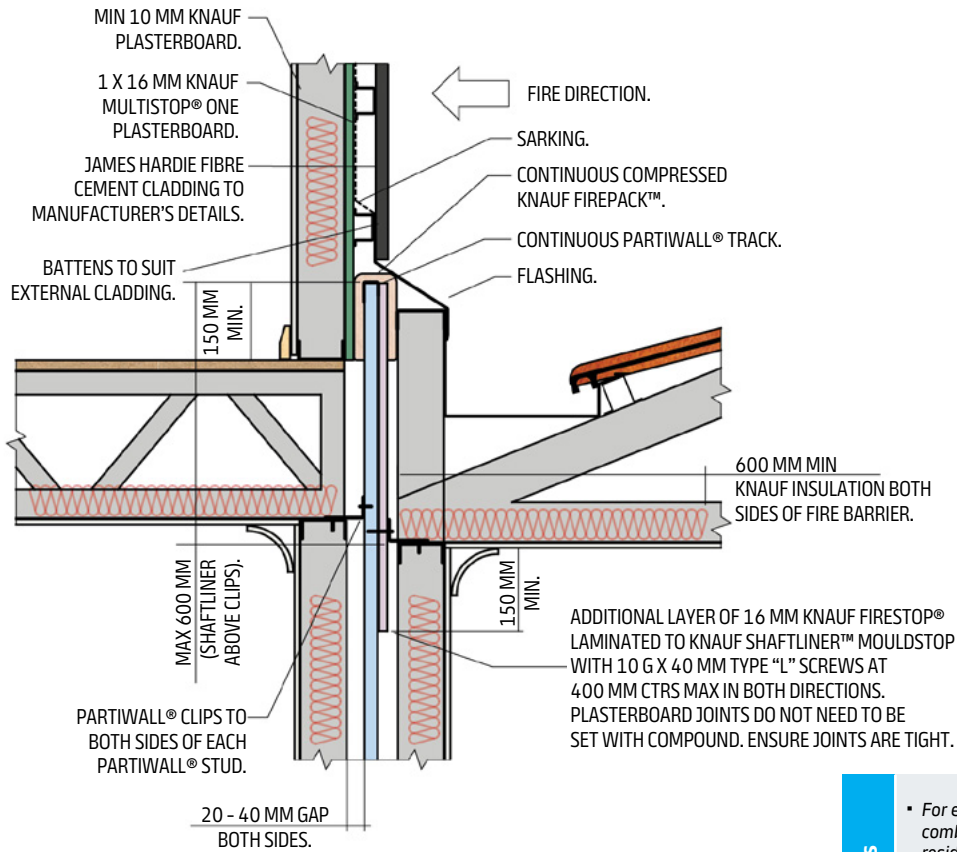 MIN 10 MM KNAUF
PLASTERBOARD.
1 X 16 MM KNAUF
MULTISTOP® ONE
PLASTERBOARD.
JAMES HARDIE FIBRE
CEMENT CLADDING TO
MANUFACTURER'S DETAILS.
BATTENS TO SUIT
EXTERNAL CLADDING.
150 MM
MIN.
FIRE DIRECTION.
SARKING.
CONTINUOUS COMPRESSED
KNAUF FIREPACK™.
CONTINUOUS PARTIWALL® TRACK.
FLASHING.
600 MM MIN
KNAUF INSULATION BOTH
SIDES OF FIRE BARRIER.
MAX 600 MM
(SHAFTLINER
ABOVE CLIPS).
150 MM
MIN.
ADDITIONAL LAYER OF 16 MM KNAUF FIRESTOP®
LAMINATED TO KNAUF SHAFTLINER™ MOULDSTOP
WITH 10 G X 40 MM TYPE “L” SCREWS AT
400 MM CTRS MAX IN BOTH DIRECTIONS.
PLASTERBOARD JOINTS DO NOT NEED TO BE
SET WITH COMPOUND. ENSURE JOINTS ARE TIGHT.
PARTIWALL® CLIPS TO
BOTH SIDES OF EACH
PARTIWALL® STUD.
20 - 40 MM GAP
BOTH SIDES.
▪ For e
comb